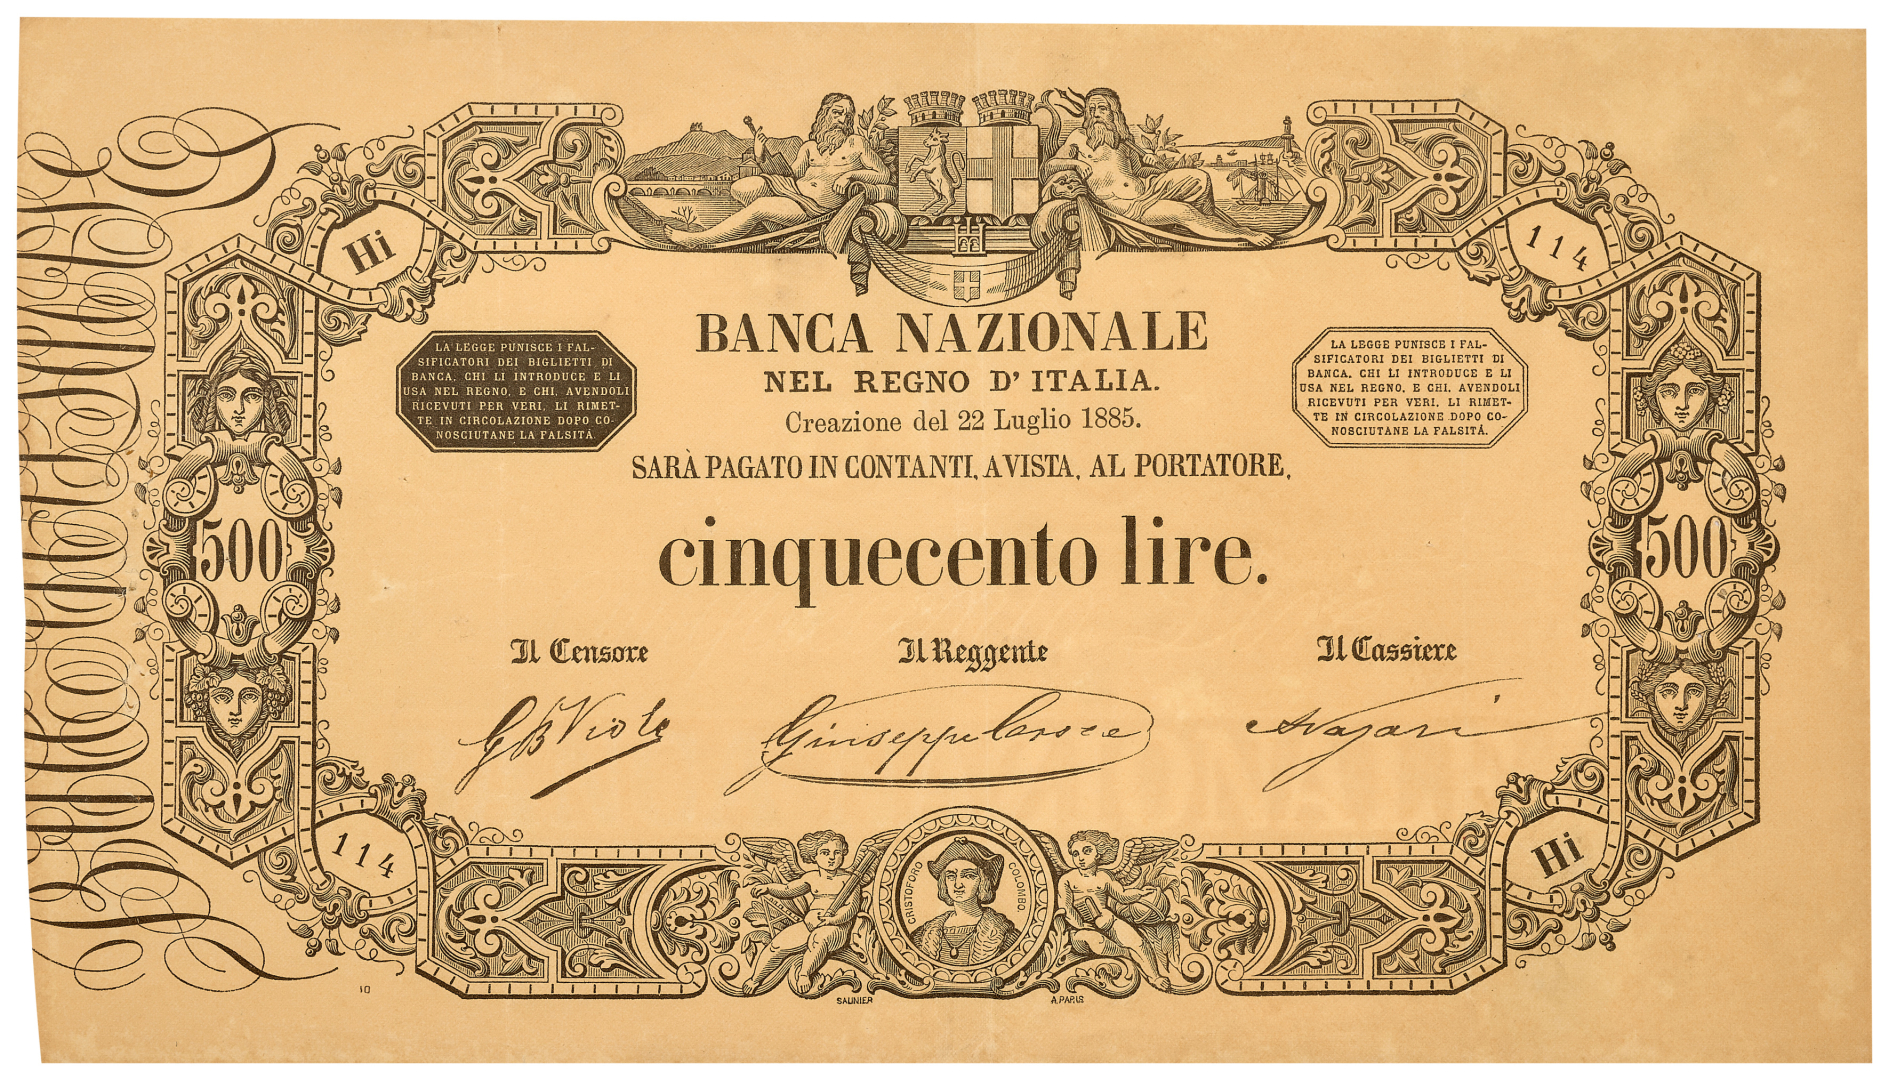 Hi
114
BANCA NAZIONALE
NEL REGNO D' ITALIA.
Creazione del 22 Luglio 1885.
LA LEGGE PUNISCE I FAL-
SIFICATORI DEI BIGLIETTI DI
BANCA, CHI LI INTRODUCE E LI
USA NEL REGNO, E CHI, AVENDOLI
RICEVUTI PER VERI, LI RIMET-
TE IN CIRCOLAZIONE DOPO CO-
NOSCIUTANE LA FALSITÀ.
LA LEGGE PUNISCE I FAL-
SIFICATORI DEI BIGLIETTI DI
BANCA, CHI LI INTRODUCE E LI
USA NEL REGNO, E CHI, AVENDOLI
RICEVUTI PER VERI, LI RIMET-
TE IN CIRCOLAZIONE DOPO CO-
NOSCIUTANE LA FALSITÁ.
SARÀ PAGATO IN CONTANTI, A VISTA, AL PORTATORE,
500
cinquecento lire.
500
Il Censore
Il Reggente
Il Cassiere
GB Viola
Giuseppe
114
Hi
CRISTOFORO COLOMBO.
10
SAUNIER
A.PARIS